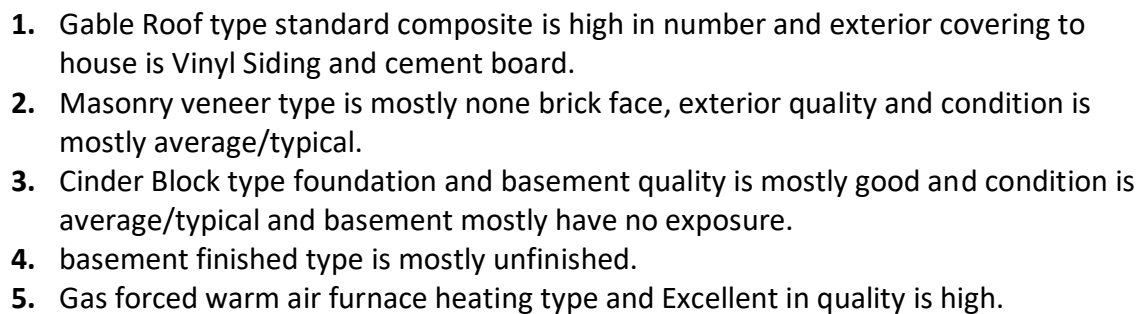 1. Gable Roof type standard composite is high in number and exterior covering to
house is Vinyl Siding and cement board.
2. Masonry veneer type is mostly none brick face, exterior quality and condition is
mostly average/typical.
3. Cinder Block type foundation and basement quality is mostly good and condition is
average/typical and basement mostly have no exposure.
4. basement finished type is mostly unfinished.
5. Gas forced warm air furnace heating type and Excellent in quality is high.